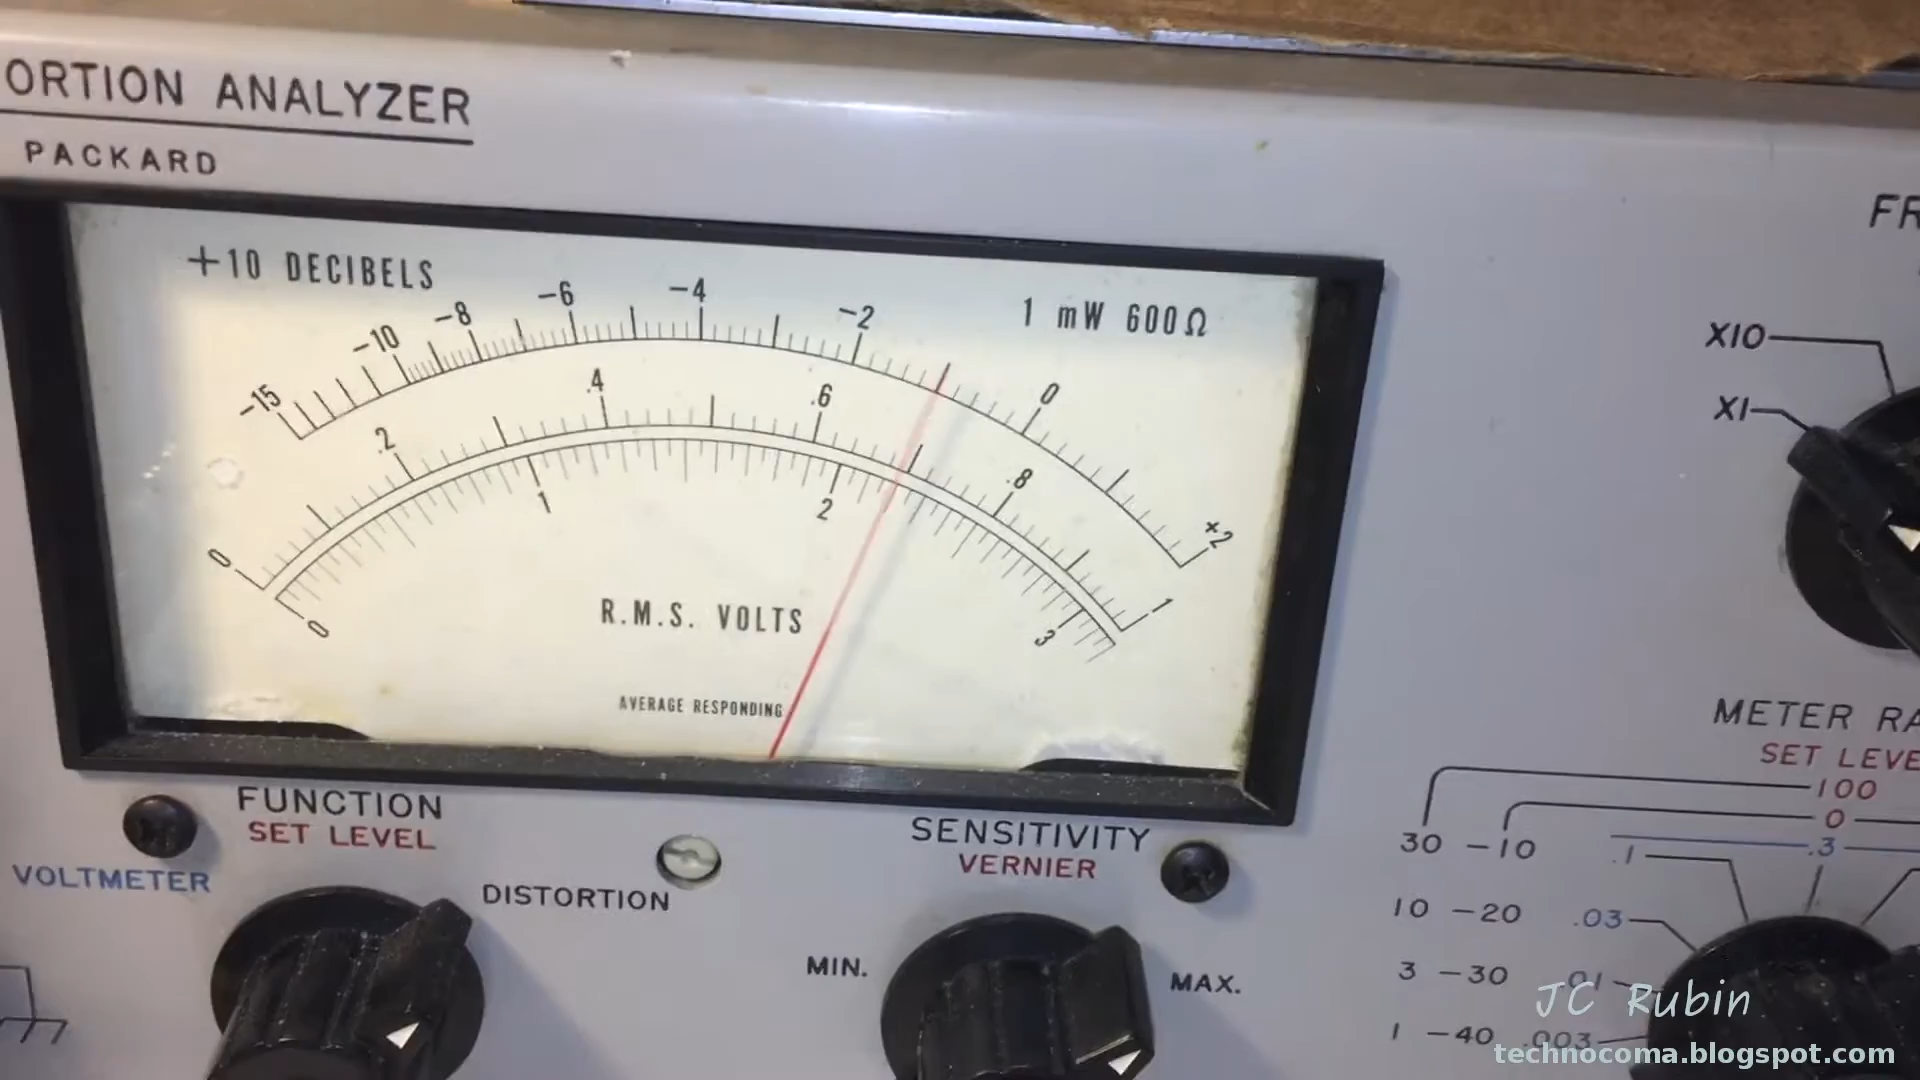 ORTION ANALYZER
PACKARD
+10 DECIBELS
1 mW 600Ω
-15 -10 -8 -6 -4 -2 0 +2
0 .2 .4 .6 .8 1
0 1 2 3
R.M.S. VOLTS
AVERAGE RESPONDING
FR
X10
X1
METER RA
SET LEVE
100
0
30 -10 .1 .3
10 -20 .03
3 -30 .01
1 -40 .003
FUNCTION
SET LEVEL
VOLTMETER
DISTORTION
SENSITIVITY
VERNIER
MIN.
MAX.
JC Rubin
technocoma.blogspot.com